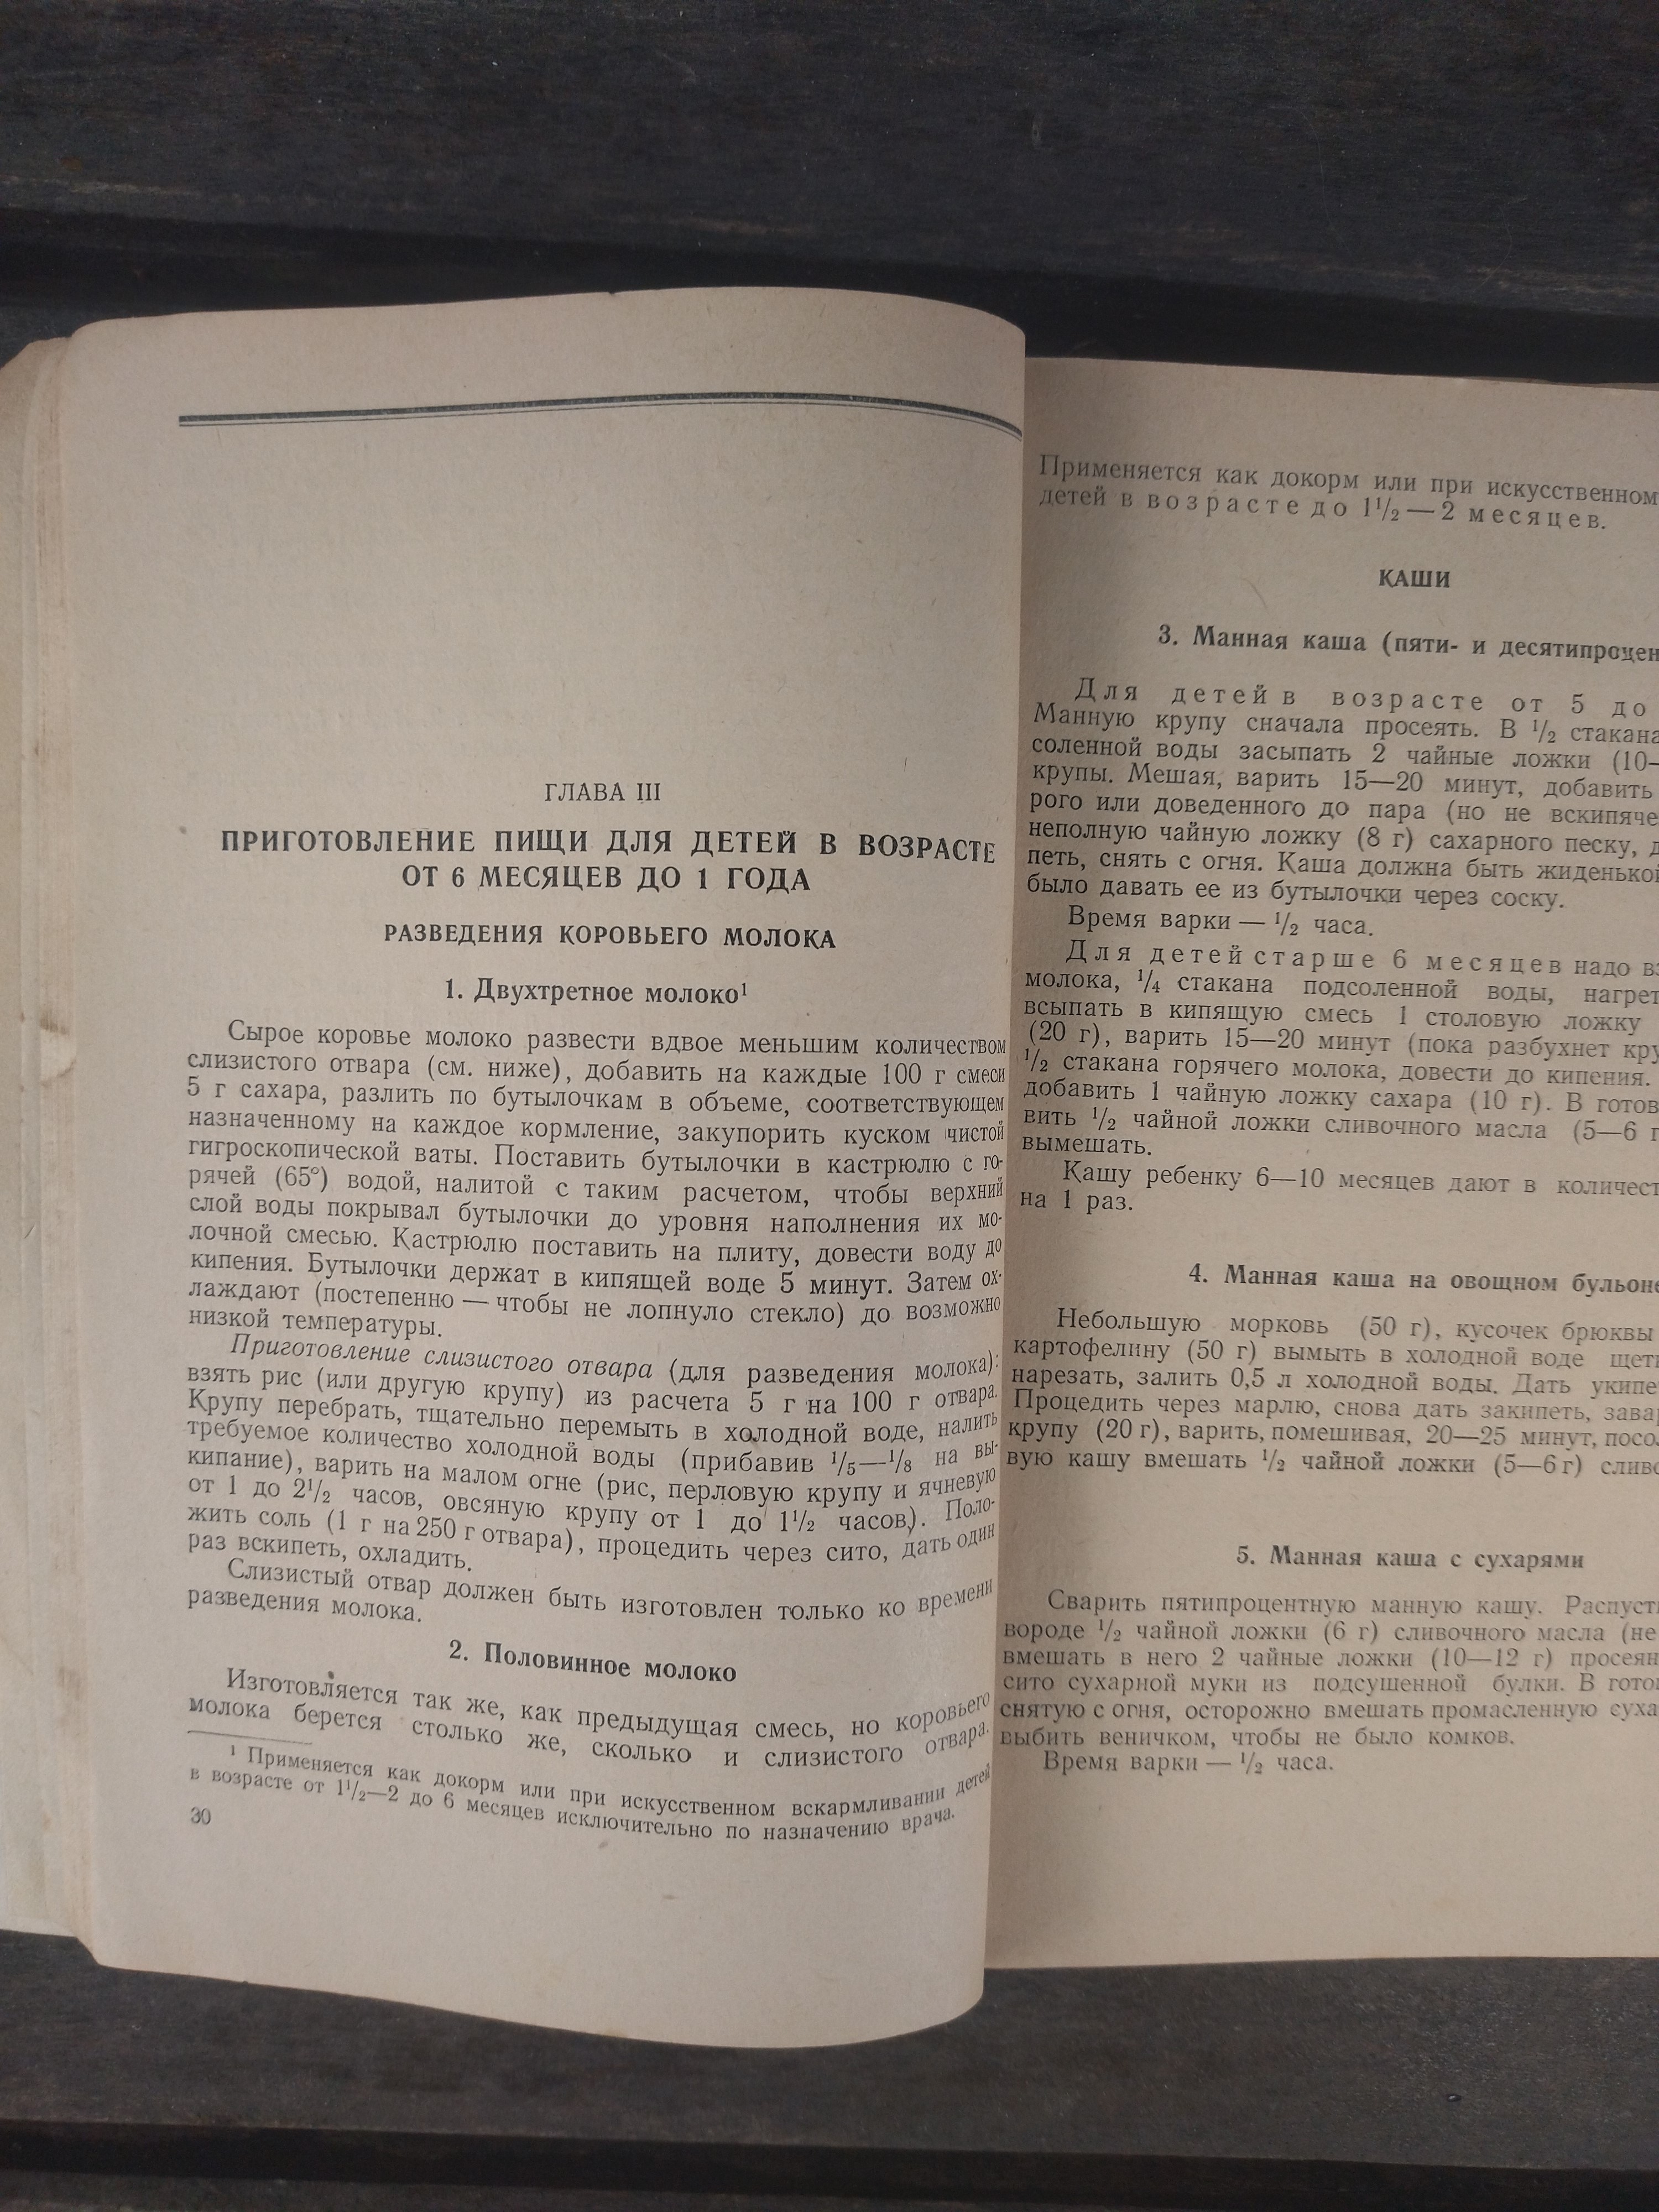 ГЛАВА III
ПРИГОТОВЛЕНИЕ ПИЩИ ДЛЯ ДЕТЕЙ В ВОЗРАСТЕ
ОТ 6 МЕСЯЦЕВ ДО 1 ГОДА
РАЗВЕДЕНИЯ КОРОВЬЕГО МОЛОКА
1. Двухтретное молоко¹
Сырое коровье молоко развести вдвое меньшим количеством
слизистого отвара (см. ниже), добавить на каждые 100 г смеси
5 г сахара, разлить по бутылочкам в объеме, соответствующем
назначенному на каждое кормление, закупорить куском чистой
гигроскопической ваты. Поставить бутылочки в кастрюлю с го-
рячей (65°) водой, налитой с таким расчетом, чтобы верхний
слой воды покрывал бутылочки до уровня наполнения их мо-
лочной смесью. Кастрюлю поставить на плиту, довести воду до
кипения. Бутылочки держат в кипящей воде 5 минут. Затем ох-
лаждают (постепенно — чтобы не лопнуло стекло) до возможно
низкой температуры.
Приготовление слизистого отвара (для разведения молока):
взять рис (или другую крупу) из расчета 5 г на 100 г отвара.
Крупу перебрать, тщательно перемыть в холодной воде, налить
требуемое количество холодной воды (прибавив ¹/₅—¹/₈ на вы-
кипание), варить на малом огне (рис, перловую крупу и ячневую
от 1 до 2¹/₂ часов, овсяную крупу от 1 до 1¹/₂ часов). Поло-
жить соль (1 г на 250 г отвара), процедить через сито, дать один
раз вскипеть, охладить.
Слизистый отвар должен быть изготовлен только ко времени
разведения молока.
2. Половинное молоко
Изготовляется так же, как предыдущая смесь, но коровьего
молока берется столько же, сколько и слизистого отвара.
¹ Применяется как докорм или при искусственном вскармливании детей
в возрасте от 1¹/₂—2 до 6 месяцев исключительно по назначению врача.
30
Применяется как докорм или при искусственном
детей в возрасте до 1¹/₂ — 2 месяцев.
КАШИ
3. Манная каша (пяти- и десятипроцен
Для детей в возрасте от 5 до
Манную крупу сначала просеять. В ¹/₂ стакана
соленной воды засыпать 2 чайные ложки (10—
крупы. Мешая, варить 15—20 минут, добавить
рого или доведенного до пара (но не вскипяче
неполную чайную ложку (8 г) сахарного песку, д
петь, снять с огня. Каша должна быть жиденькой
было давать ее из бутылочки через соску.
Время варки — ¹/₂ часа.
Для детей старше 6 месяцев надо вз
молока, ¹/₄ стакана подсоленной воды, нагрет
всыпать в кипящую смесь 1 столовую ложку
(20 г), варить 15—20 минут (пока разбухнет кру
¹/₂ стакана горячего молока, довести до кипения.
добавить 1 чайную ложку сахара (10 г). В готов
вить ¹/₂ чайной ложки сливочного масла (5—6 г
вымешать.
Кашу ребенку 6—10 месяцев дают в количест
на 1 раз.
4. Манная каша на овощном бульоне
Небольшую морковь (50 г), кусочек брюквы
картофелину (50 г) вымыть в холодной воде щет
нарезать, залить 0,5 л холодной воды. Дать укипе
Процедить через марлю, снова дать закипеть, зава
крупу (20 г), варить, помешивая, 20—25 минут, посол
вую кашу вмешать ¹/₂ чайной ложки (5—6 г) сливо
5. Манная каша с сухарями
Сварить пятипроцентную манную кашу. Распуст
вороде ¹/₂ чайной ложки (6 г) сливочного масла (не
вмешать в него 2 чайные ложки (10—12 г) просеян
сито сухарной муки из подсушенной булки. В гото
снятую с огня, осторожно вмешать промасленную суха
выбить веничком, чтобы не было комков.
Время варки — ¹/₂ часа.